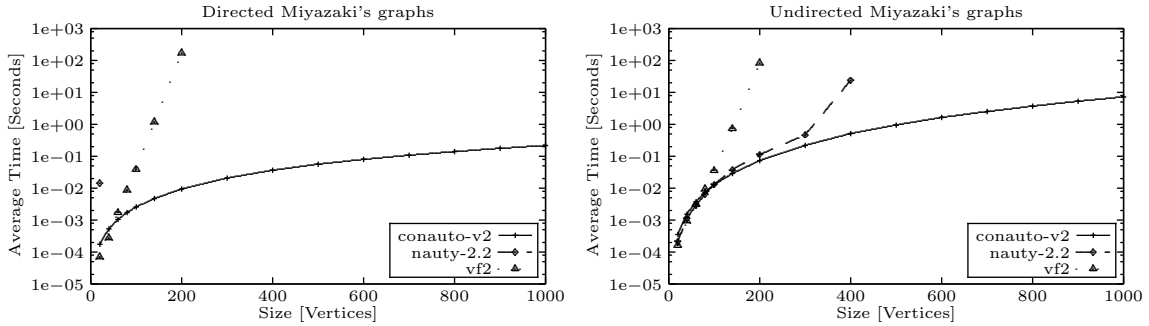 Directed Miyazaki's graphs
Average Time [Seconds]
1e+03
1e+02
1e+01
1e+00
1e−01
1e−02
1e−03
1e−04
1e−05
conauto-v2
nauty-2.2
vf2
0 200 400 600 800 1000
Size [Vertices]
Undirected Miyazaki's graphs
Average Time [Seconds]
1e+03
1e+02
1e+01
1e+00
1e−01
1e−02
1e−03
1e−04
1e−05
conauto-v2
nauty-2.2
vf2
0 200 400 600 800 1000
Size [Vertices]